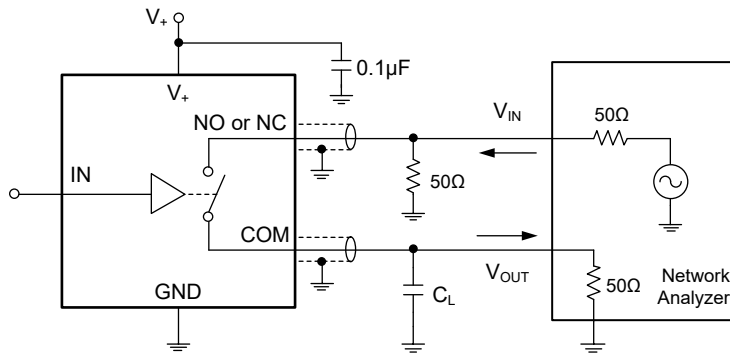 V+
0.1µF
V+
NO or NC
VIN
50Ω
50Ω
IN
COM
VOUT
GND
CL
50Ω
Network
Analyzer